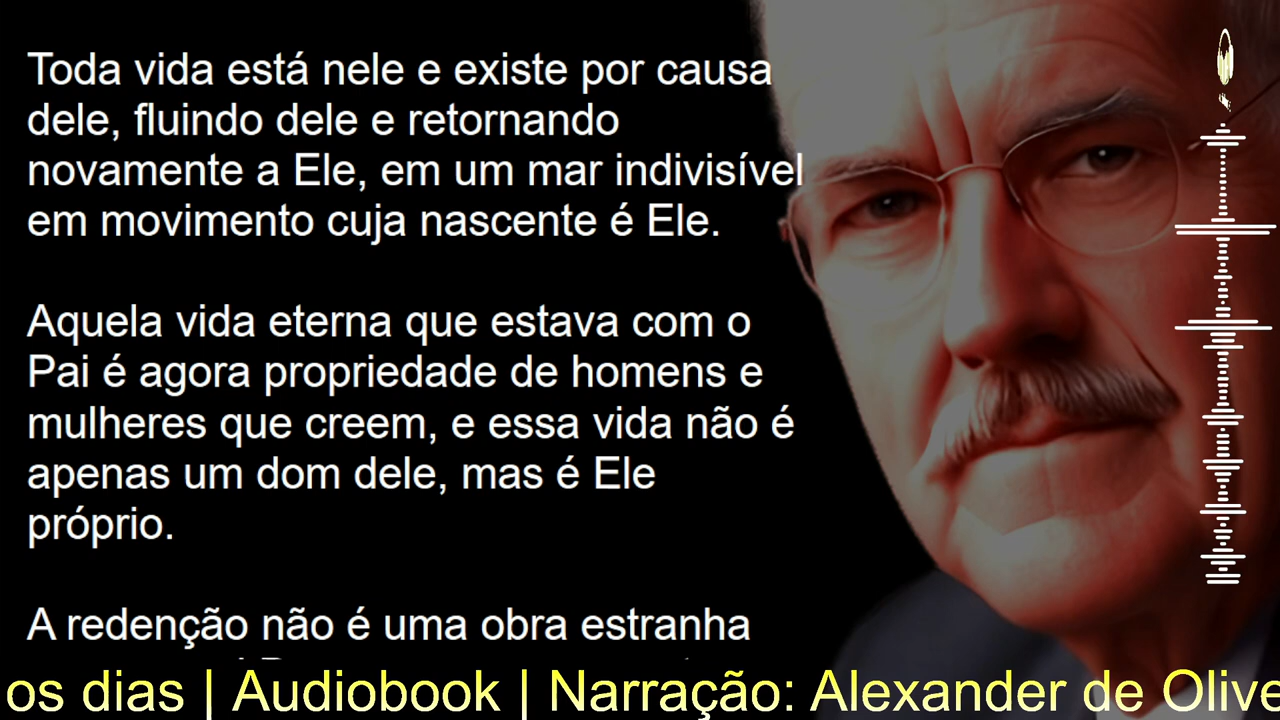 Toda vida está nele e existe por causa
dele, fluindo dele e retornando
novamente a Ele, em um mar indivisível
em movimento cuja nascente é Ele.
Aquela vida eterna que estava com o
Pai é agora propriedade de homens e
mulheres que creem, e essa vida não é
apenas um dom dele, mas é Ele
próprio.
A redenção não é uma obra estranha
os dias | Audiobook | Narração: Alexander de Olive